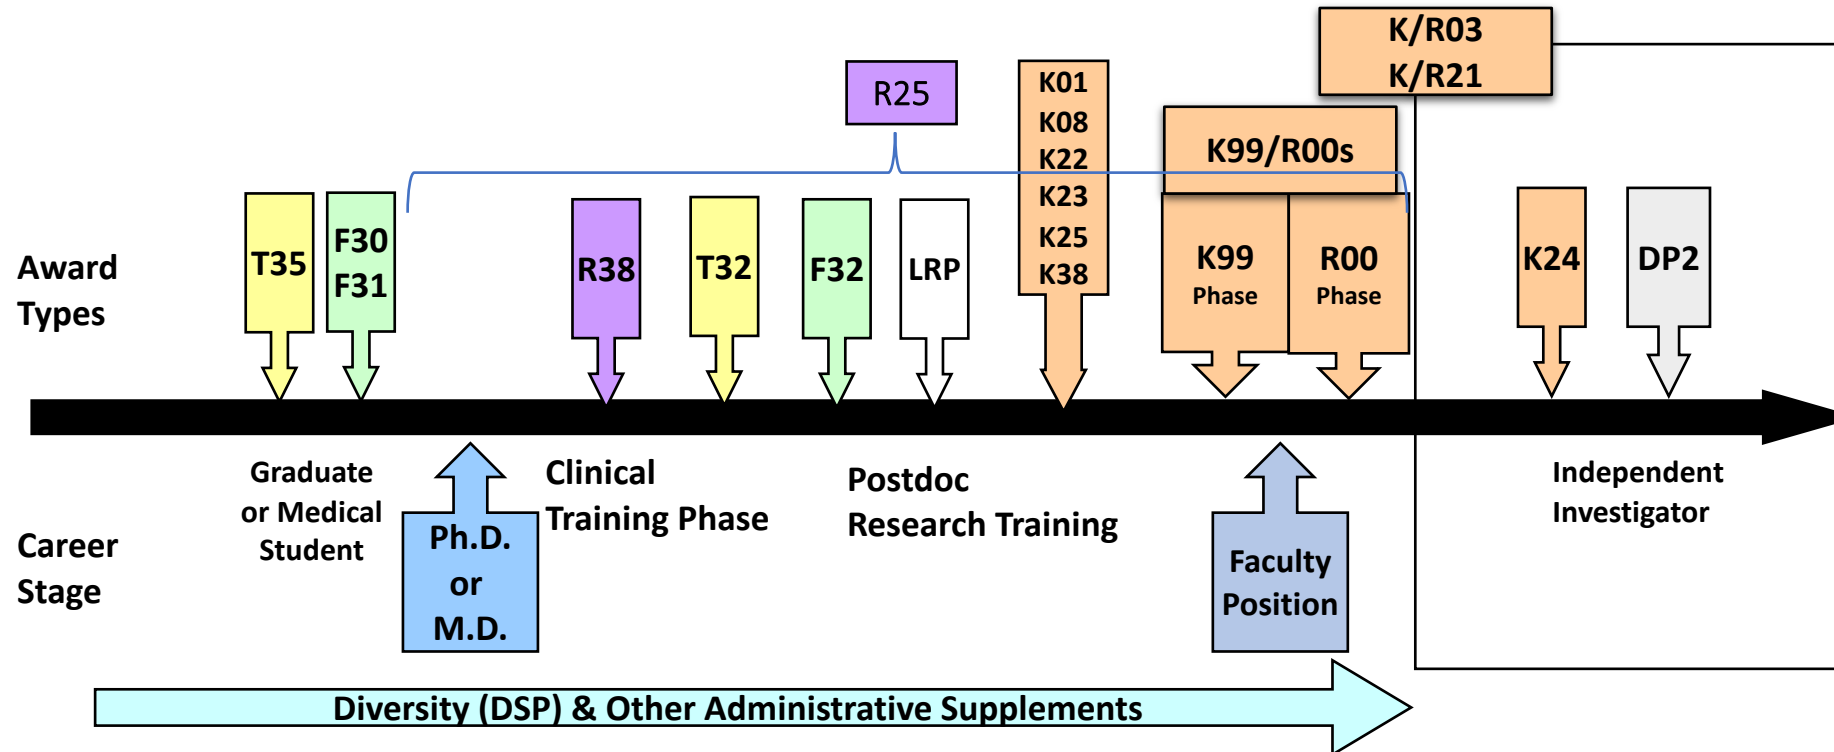 K/R03
K/R21
R25
K01
K08
K22
K23
K25
K38
K99/R00s
Award
Types
T35
F30
F31
R38
T32
F32
LRP
K99
Phase
R00
Phase
K24
DP2
Career
Stage
Graduate
or Medical
Student
Ph.D.
or
M.D.
Clinical
Training Phase
Postdoc
Research Training
Faculty
Position
Independent
Investigator
Diversity (DSP) & Other Administrative Supplements